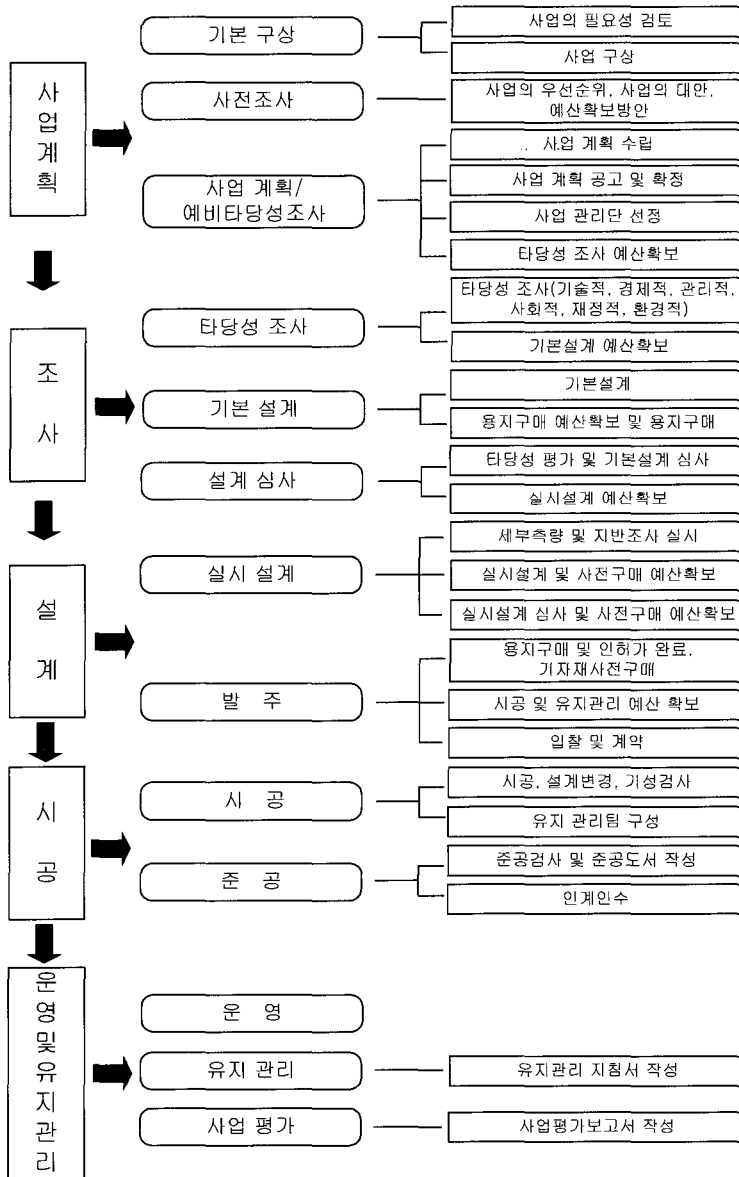 사업계획
기본 구상
사업의 필요성 검토
사업 구상
사전조사
사업의 우선순위, 사업의 대안,
예산확보방안
사업 계획/
예비타당성조사
.. 사업 계획 수립
사업 계획 공고 및 확정
사업 관리단 선정
타당성 조사 예산확보
조사
타당성 조사
타당성 조사(기술적, 경제적, 관리적,
사회적, 재정적, 환경적)
기본설계 예산확보
기본 설계
기본설계
용지구매 예산확보 및 용지구매
설계 심사
타당성 평가 및 기본설계 심사
실시설계 예산확보
설계
실시 설계
세부측량 및 지반조사 실시
실시설계 및 사전구매 예산확보
실시설계 심사 및 사전구매 예산확보
발 주
용지구매 및 인허가 완료,
기자재사전구매
시공 및 유지관리 예산 확보
입찰 및 계약
시공
시 공
시공, 설계변경, 기성검사
유지 관리팀 구성
준 공
준공검사 및 준공도서 작성
인계인수
운영및유지관리
운 영
유지 관리
유지관리 지침서 작성
사업 평가
사업평가보고서 작성